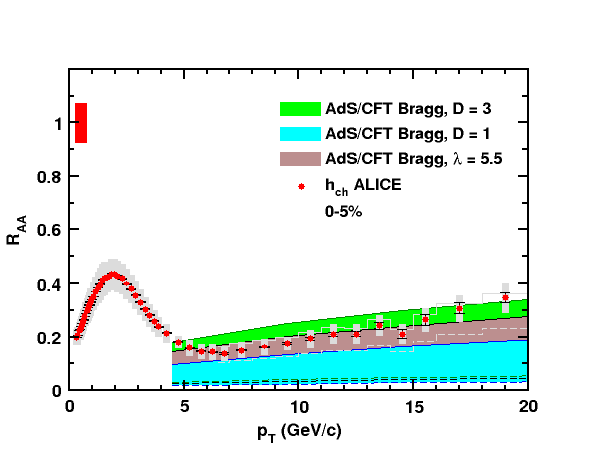 AdS/CFT Bragg, D = 3
AdS/CFT Bragg, D = 1
AdS/CFT Bragg, λ = 5.5
h_ch ALICE
0-5%
R_AA
1
0.8
0.6
0.4
0.2
0
0 5 10 15 20
p_T (GeV/c)